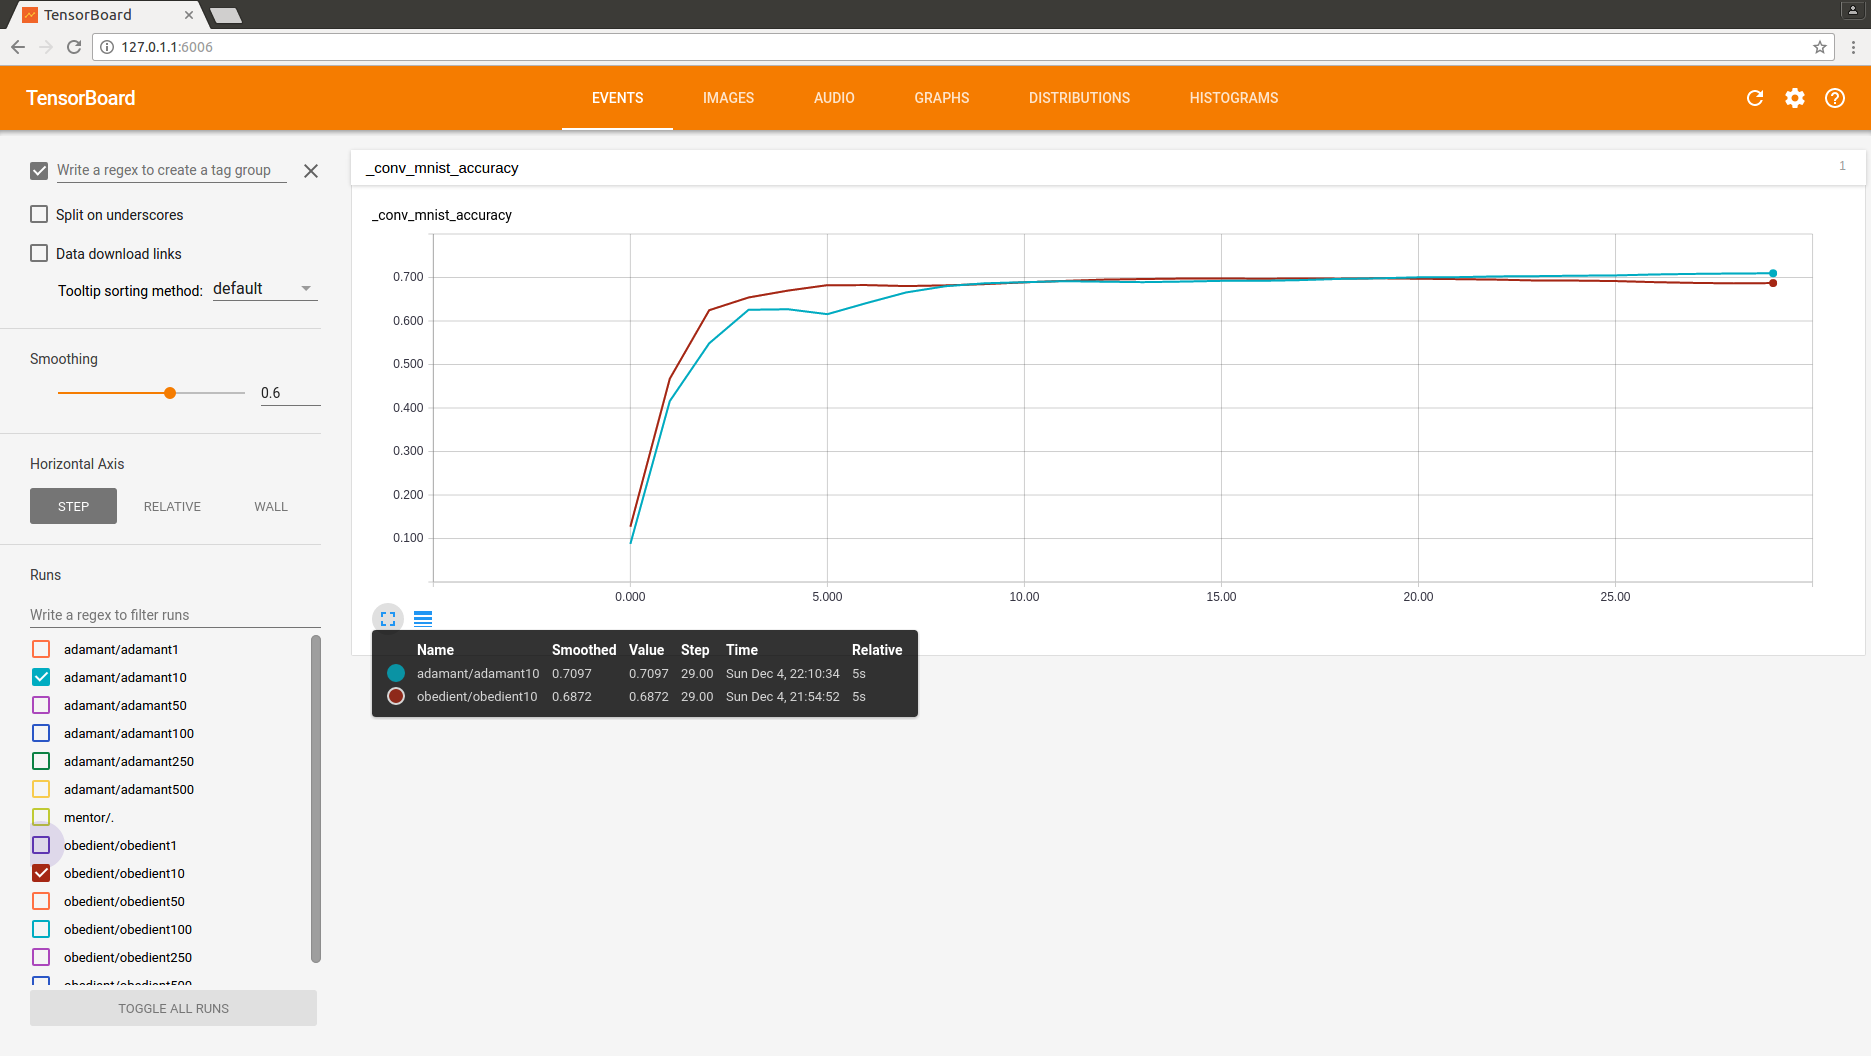 TensorBoard
127.0.1.1:6006
TensorBoard
EVENTS IMAGES AUDIO GRAPHS DISTRIBUTIONS HISTOGRAMS
Write a regex to create a tag group
Split on underscores
Data download links
Tooltip sorting method: default
Smoothing
0.6
Horizontal Axis
STEP RELATIVE WALL
Runs
Write a regex to filter runs
adamant/adamant1
adamant/adamant10
adamant/adamant50
adamant/adamant100
adamant/adamant250
adamant/adamant500
mentor/.
obedient/obedient1
obedient/obedient10
obedient/obedient50
obedient/obedient100
obedient/obedient250
obedient/obedient500
TOGGLE ALL RUNS
_conv_mnist_accuracy 1
_conv_mnist_accuracy
0.700
0.600
0.500
0.400
0.300
0.200
0.100
0.000 5.000 10.00 15.00 20.00 25.00
Name Smoothed Value Step Time Relative
adamant/adamant10 0.7097 0.7097 29.00 Sun Dec 4, 22:10:34 5s
obedient/obedient10 0.6872 0.6872 29.00 Sun Dec 4, 21:54:52 5s